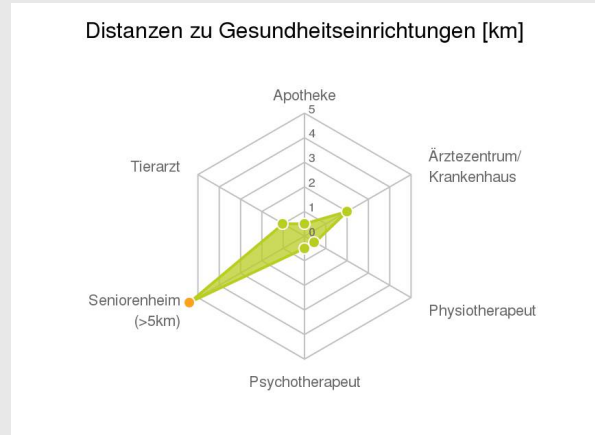 Distanzen zu Gesundheitseinrichtungen [km]
Apotheke
5
4
3
2
1
0
Ärztezentrum/
Krankenhaus
Tierarzt
Seniorenheim
(>5km)
Physiotherapeut
Psychotherapeut